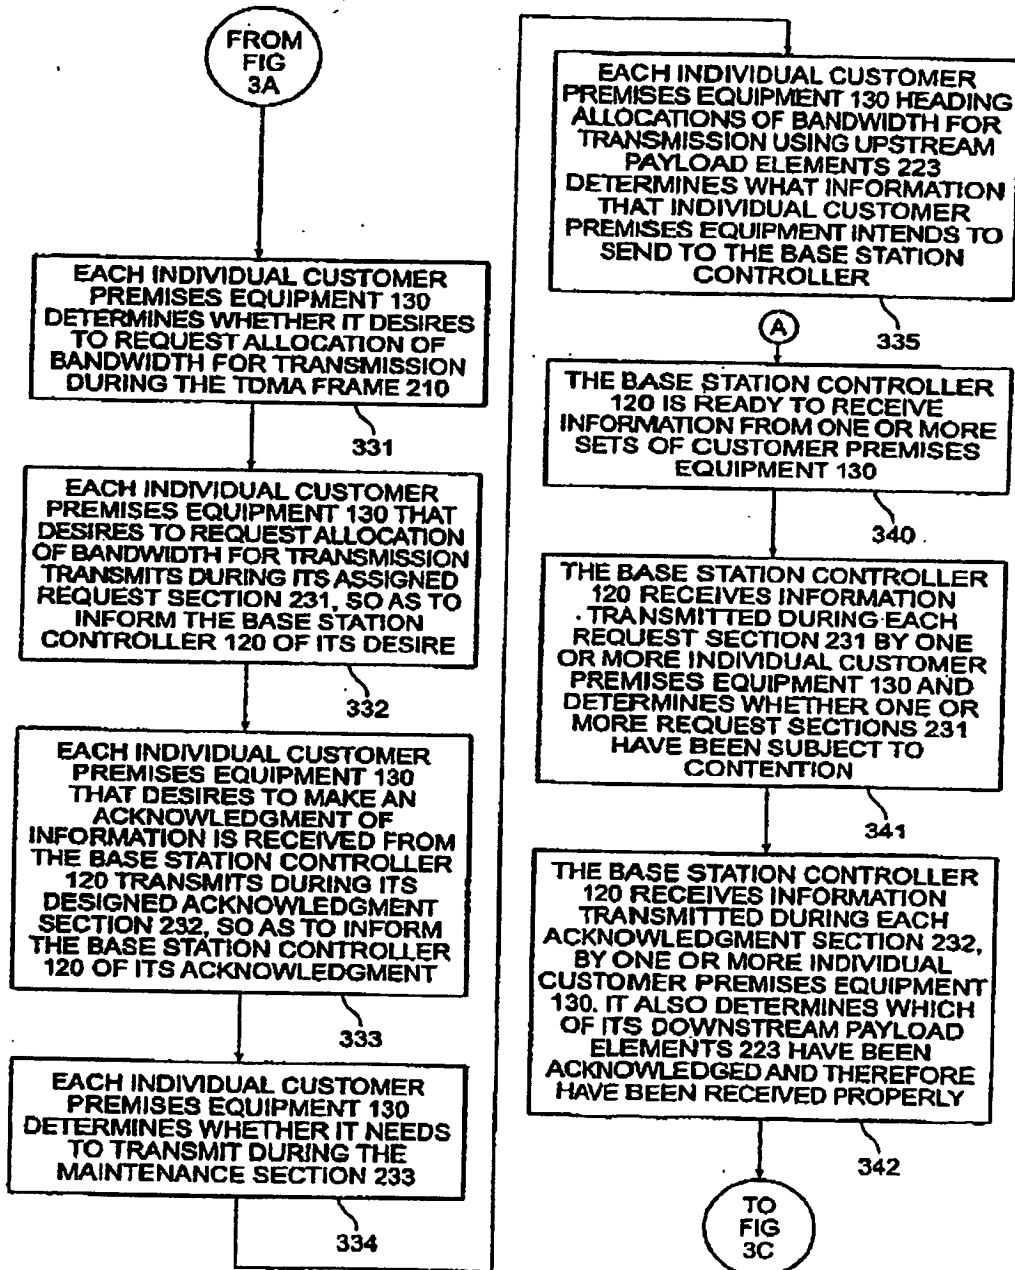 FROM
FIG
3A
EACH INDIVIDUAL CUSTOMER
PREMISES EQUIPMENT 130
DETERMINES WHETHER IT DESIRES
TO REQUEST ALLOCATION OF
BANDWIDTH FOR TRANSMISSION
DURING THE TDMA FRAME 210
331
EACH INDIVIDUAL CUSTOMER
PREMISES EQUIPMENT 130 THAT
DESIRES TO REQUEST ALLOCATION
OF BANDWIDTH FOR TRANSMISSION
TRANSMITS DURING ITS ASSIGNED
REQUEST SECTION 231, SO AS TO
INFORM THE BASE STATION
CONTROLLER 120 OF ITS DESIRE
332
EACH INDIVIDUAL CUSTOMER
PREMISES EQUIPMENT 130
THAT DESIRES TO MAKE AN
ACKNOWLEDGMENT OF
INFORMATION IS RECEIVED FROM
THE BASE STATION CONTROLLER
120 TRANSMITS DURING ITS
DESIGNED ACKNOWLEDGMENT
SECTION 232, SO AS TO INFORM
THE BASE STATION CONTROLLER
120 OF ITS ACKNOWLEDGMENT
333
EACH INDIVIDUAL CUSTOMER
PREMISES EQUIPMENT 130
DETERMINES WHETHER IT NEEDS
TO TRANSMIT DURING THE
MAINTENANCE SECTION 233
334
EACH INDIVIDUAL CUSTOMER
PREMISES EQUIPMENT 130 HEADING
ALLOCATIONS OF BANDWIDTH FOR
TRANSMISSION USING UPSTREAM
PAYLOAD ELEMENTS 223
DETERMINES WHAT INFORMATION
THAT INDIVIDUAL CUSTOMER
PREMISES EQUIPMENT INTENDS TO
SEND TO THE BASE STATION
CONTROLLER
335
A
THE BASE STATION CONTROLLER
120 IS READY TO RECEIVE
INFORMATION FROM ONE OR MORE
SETS OF CUSTOMER PREMISES
EQUIPMENT 130
340
THE BASE STATION CONTROLLER
120 RECEIVES INFORMATION
TRANSMITTED DURING EACH
REQUEST SECTION 231 BY ONE
OR MORE INDIVIDUAL CUSTOMER
PREMISES EQUIPMENT 130 AND
DETERMINES WHETHER ONE OR
MORE REQUEST SECTIONS 231
HAVE BEEN SUBJECT TO
CONTENTION
341
THE BASE STATION CONTROLLER
120 RECEIVES INFORMATION
TRANSMITTED DURING EACH
ACKNOWLEDGMENT SECTION 232,
BY ONE OR MORE INDIVIDUAL
CUSTOMER PREMISES EQUIPMENT
130. IT ALSO DETERMINES WHICH
OF ITS DOWNSTREAM PAYLOAD
ELEMENTS 223 HAVE BEEN
ACKNOWLEDGED AND THEREFORE
HAVE BEEN RECEIVED PROPERLY
342
TO
FIG
3C